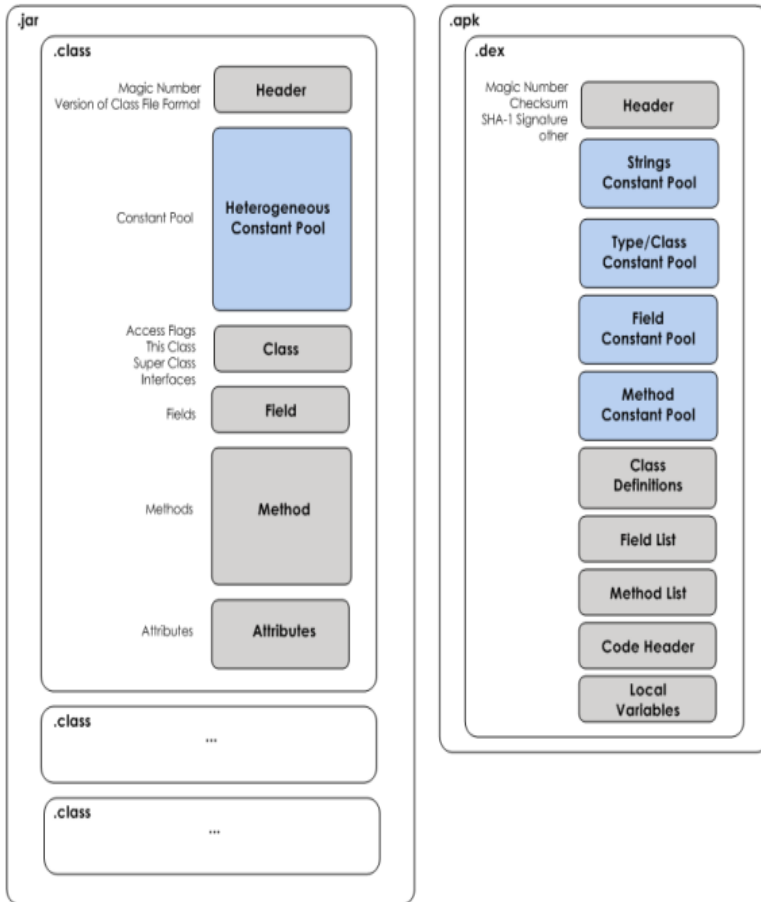 .jar
.class
Magic Number
Version of Class File Format
Header
Constant Pool
Heterogeneous
Constant Pool
Access Flags
This Class
Super Class
Interfaces
Class
Fields
Field
Methods
Method
Attributes
Attributes
.class
...
.class
...
.apk
.dex
Magic Number
Checksum
SHA-1 Signature
other
Header
Strings
Constant Pool
Type/Class
Constant Pool
Field
Constant Pool
Method
Constant Pool
Class
Definitions
Field List
Method List
Code Header
Local
Variables